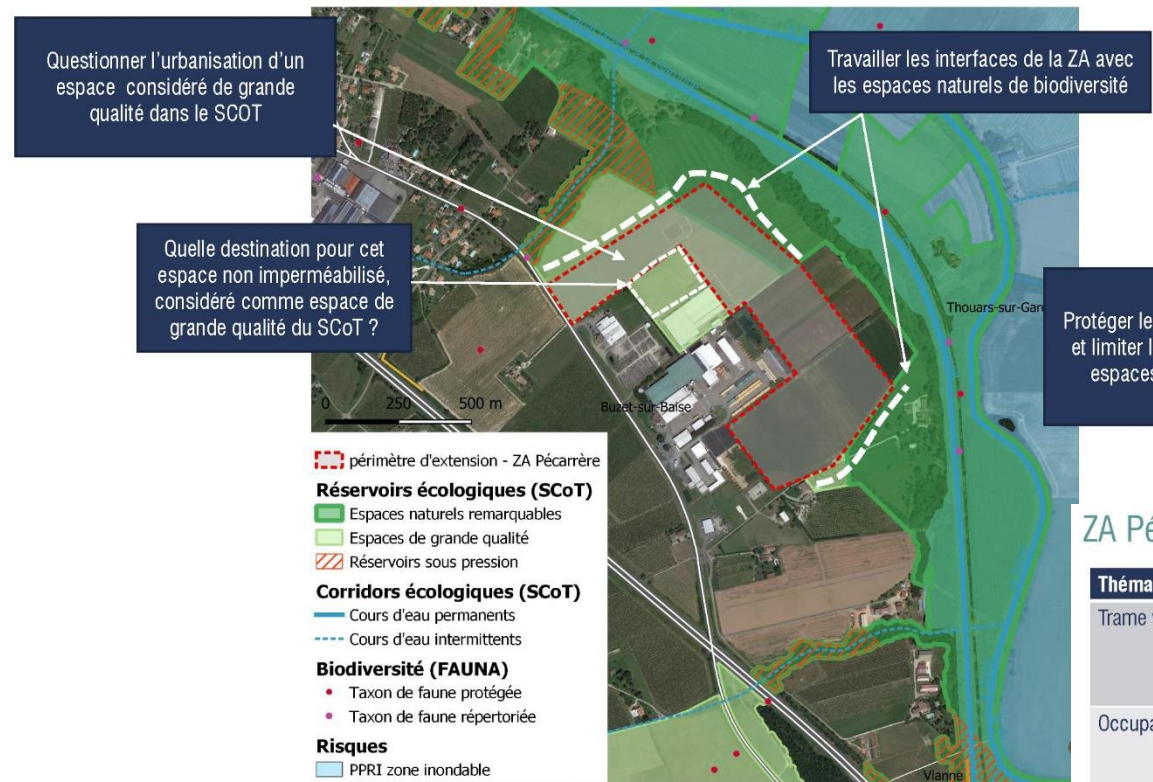 Questionner l'urbanisation d'un
espace considéré de grande
qualité dans le SCOT
Travailler les interfaces de la ZA avec
les espaces naturels de biodiversité
Quelle destination pour cet
espace non imperméabilisé,
considéré comme espace de
grande qualité du SCoT ?
Protéger le
et limiter l
espaces
Thouars-sur-Gar
Buzet-sur-Baïse
0 250 500 m
périmètre d'extension - ZA Pécarrère
Réservoirs écologiques (SCoT)
Espaces naturels remarquables
Espaces de grande qualité
Réservoirs sous pression
Corridors écologiques (SCoT)
Cours d'eau permanents
Cours d'eau intermittents
Biodiversité (FAUNA)
Taxon de faune protégée
Taxon de faune répertoriée
Risques
PPRI zone inondable
Vianne
ZA Pé
Théma
Trame
Occupa